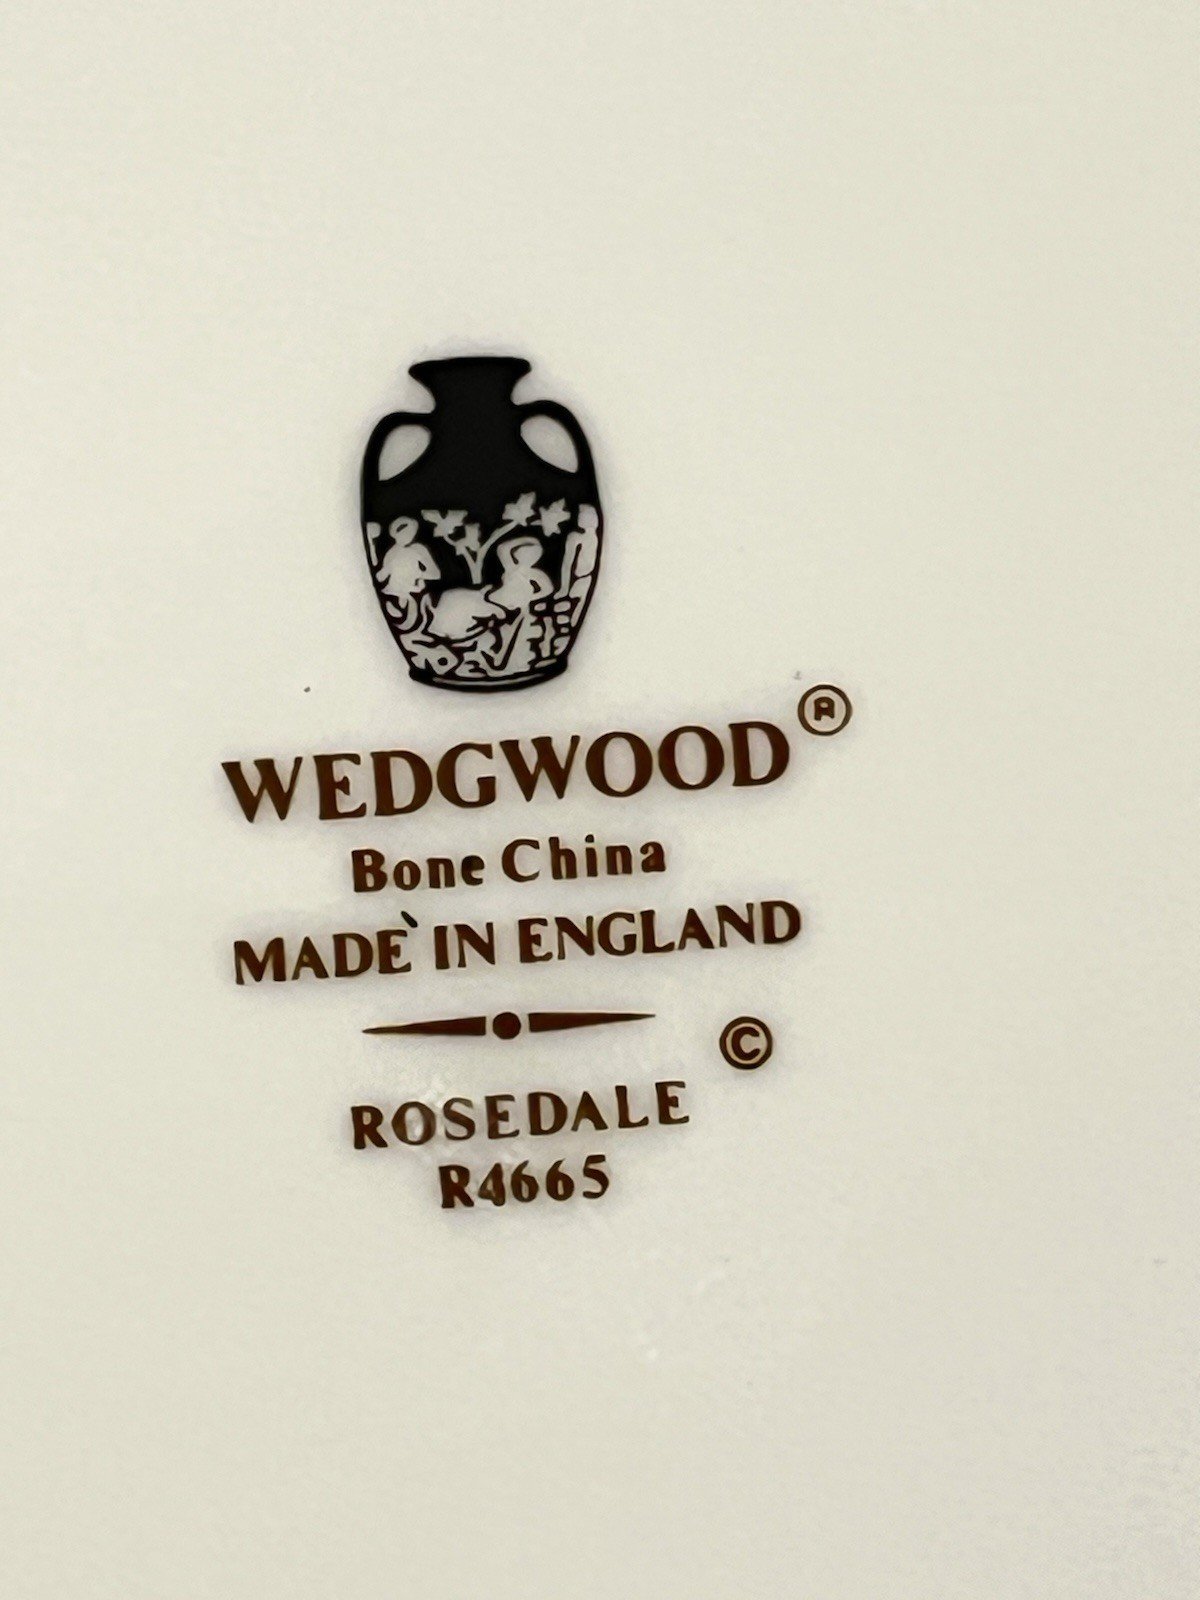 WEDGWOOD®
Bone China
MADE IN ENGLAND
©
ROSEDALE
R4665